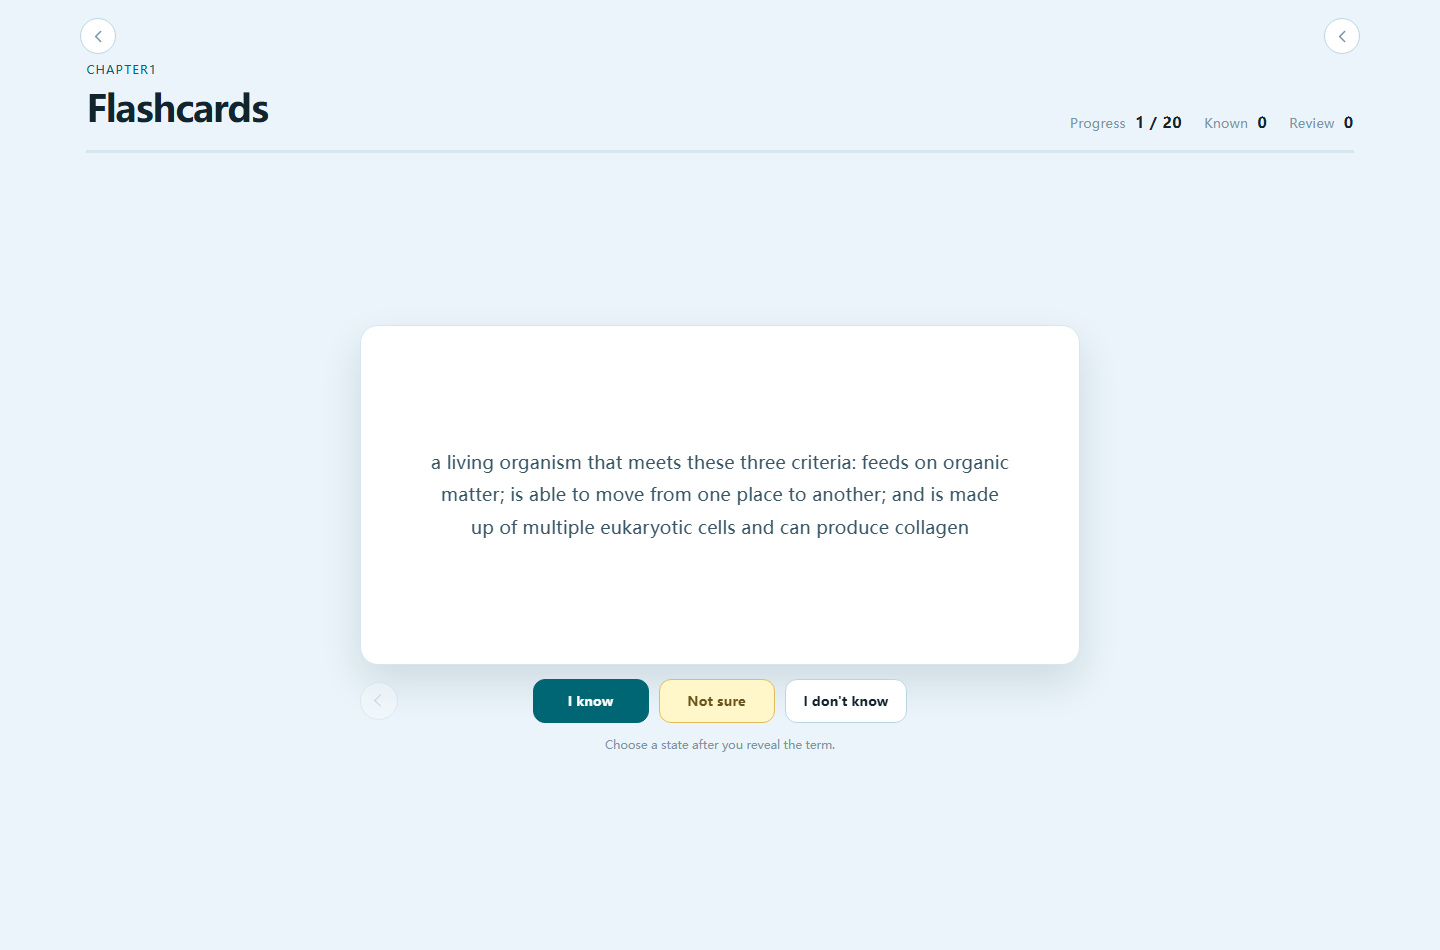 CHAPTER1
Flashcards
Progress 1 / 20 Known 0 Review 0
a living organism that meets these three criteria: feeds on organic
matter; is able to move from one place to another; and is made
up of multiple eukaryotic cells and can produce collagen
I know
Not sure
I don't know
Choose a state after you reveal the term.